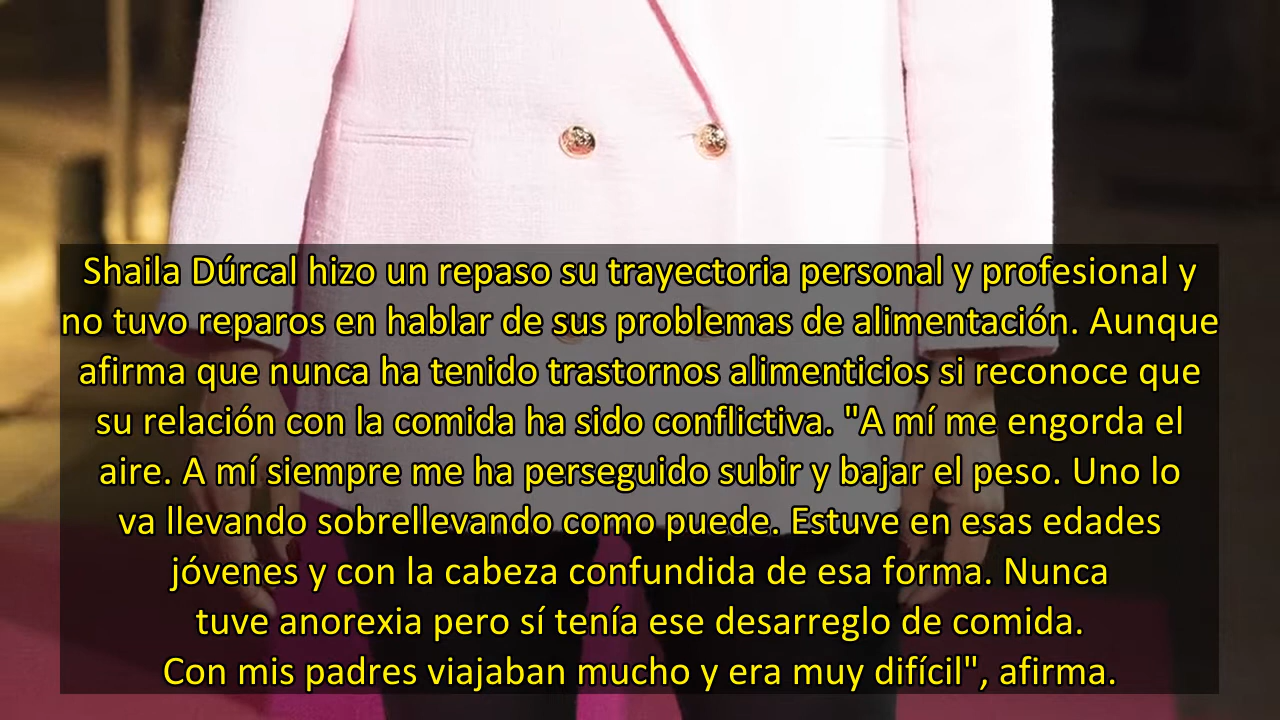 Shaila Dúrcal hizo un repaso su trayectoria personal y profesional y
no tuvo reparos en hablar de sus problemas de alimentación. Aunque
afirma que nunca ha tenido trastornos alimenticios si reconoce que
su relación con la comida ha sido conflictiva. "A mí me engorda el
aire. A mí siempre me ha perseguido subir y bajar el peso. Uno lo
va llevando sobrellevando como puede. Estuve en esas edades
jóvenes y con la cabeza confundida de esa forma. Nunca
tuve anorexia pero sí tenía ese desarreglo de comida.
Con mis padres viajaban mucho y era muy difícil", afirma.